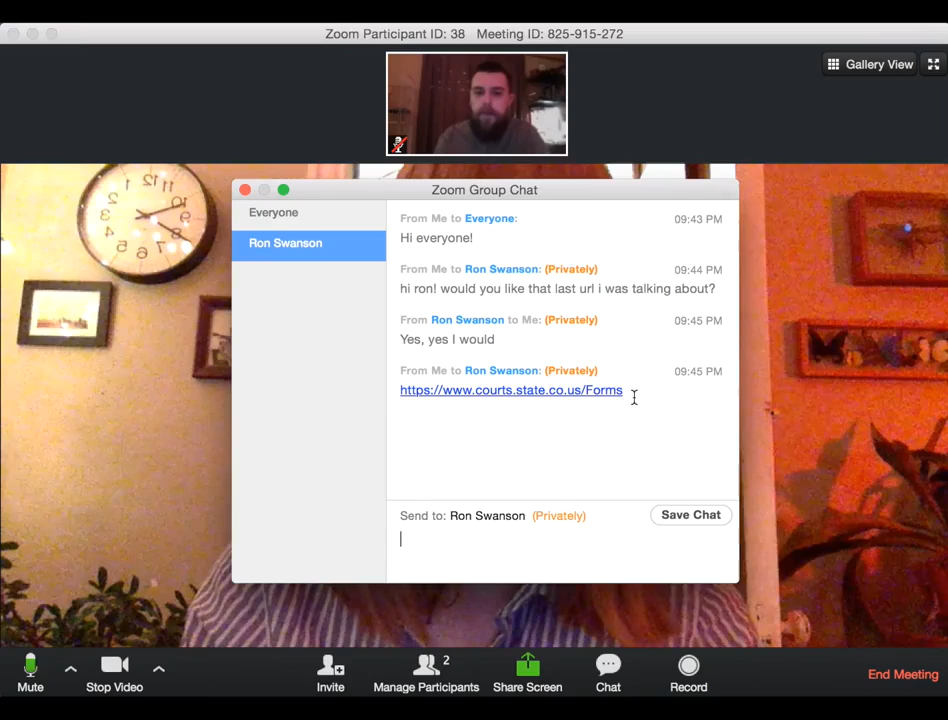 Zoom Participant ID: 38 Meeting ID: 825-915-272
Gallery View
Zoom Group Chat
Everyone
Ron Swanson
From Me to Everyone: 09:43 PM
Hi everyone!
From Me to Ron Swanson: (Privately) 09:44 PM
hi ron! would you like that last url i was talking about?
From Ron Swanson to Me: (Privately) 09:45 PM
Yes, yes I would
From Me to Ron Swanson: (Privately) 09:45 PM
https://www.courts.state.co.us/Forms
Send to: Ron Swanson (Privately) Save Chat
Mute
Stop Video
Invite
2
Manage Participants
Share Screen
Chat
Record
End Meeting